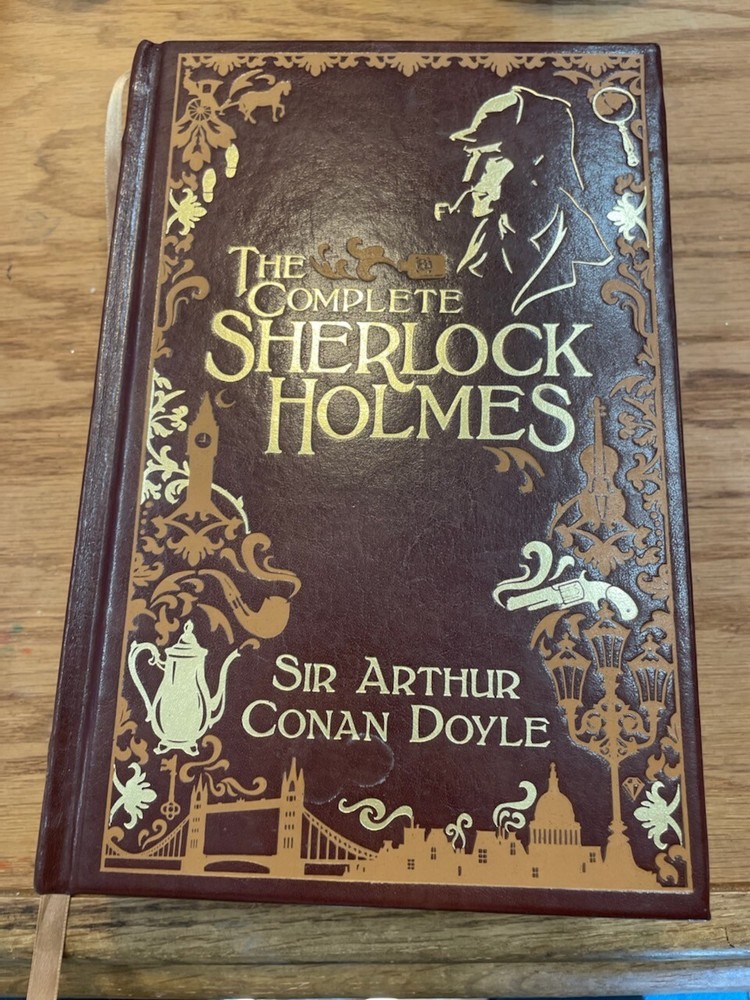 THE
COMPLETE
SHERLOCK
HOLMES
SIR ARTHUR
CONAN DOYLE